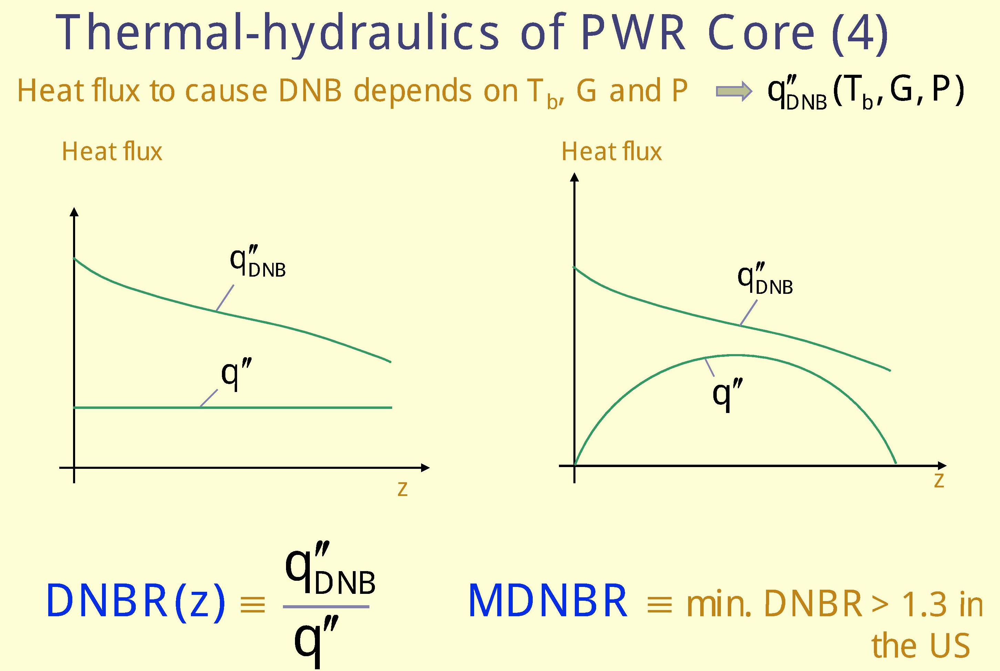 Thermal-hydraulics of PWR Core (4)
Heat flux to cause DNB depends on T_b, G and P ⇒ q″_DNB (T_b, G, P)
Heat flux
q″_DNB
q″
z
Heat flux
q″_DNB
q″
z
DNBR(z) ≡ q″_DNB / q″
MDNBR ≡ min. DNBR > 1.3 in
the US